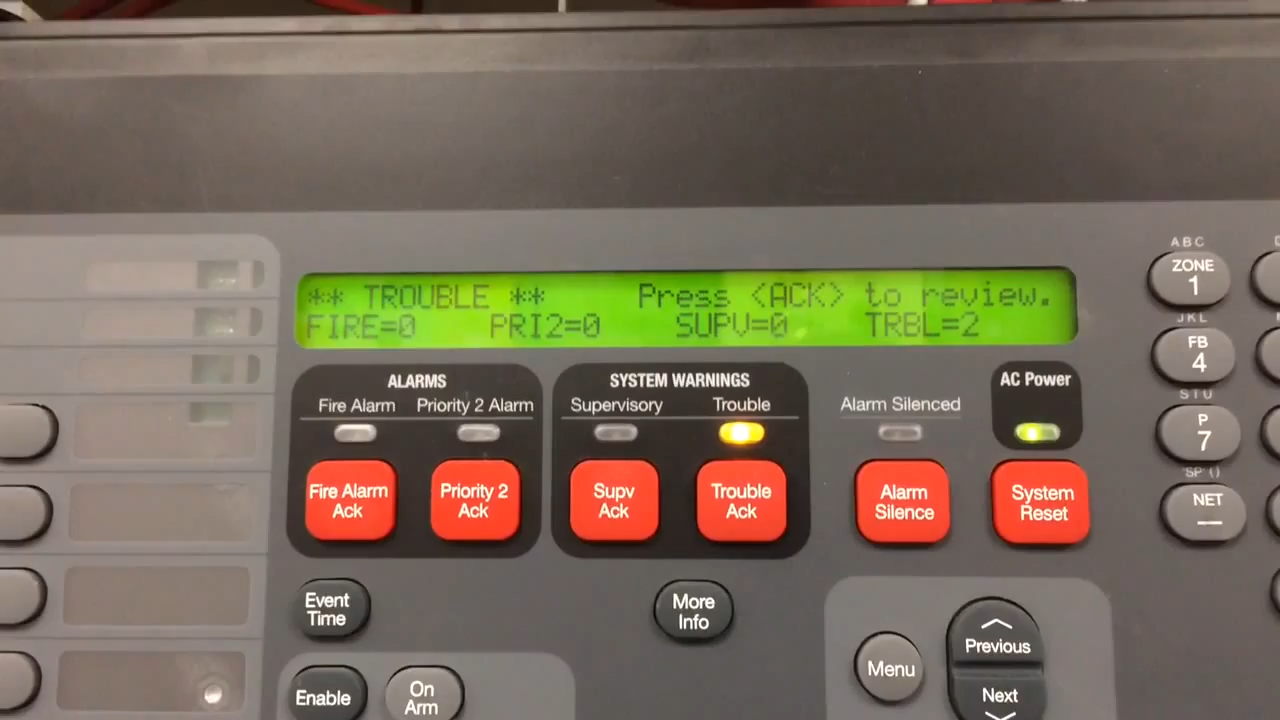 ** TROUBLE ** Press <ACK> to review.
FIRE=0 PRI2=0 SUPV=0 TRBL=2
ALARMS
Fire Alarm Priority 2 Alarm
Fire Alarm Ack
Priority 2 Ack
SYSTEM WARNINGS
Supervisory Trouble
Supv Ack
Trouble Ack
Alarm Silenced
Alarm Silence
AC Power
System Reset
ABC
ZONE
1
JKL
FB
4
STU
P
7
SP ()
NET
—
Event Time
More Info
Enable
On Arm
Menu
Previous
Next